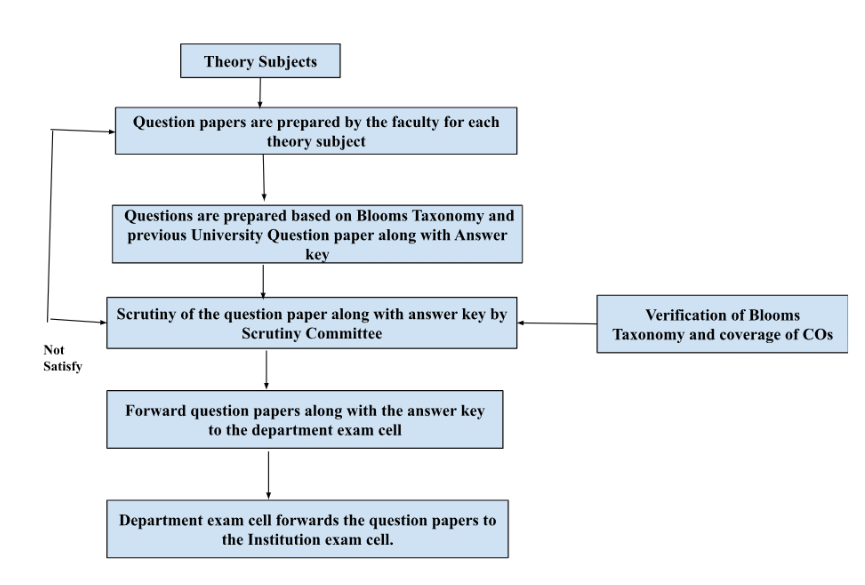 Theory Subjects
Question papers are prepared by the faculty for each
theory subject
Questions are prepared based on Blooms Taxonomy and
previous University Question paper along with Answer
key
Scrutiny of the question paper along with answer key by
Scrutiny Committee
Verification of Blooms
Taxonomy and coverage of COs
Not
Satisfy
Forward question papers along with the answer key
to the department exam cell
Department exam cell forwards the question papers to
the Institution exam cell.